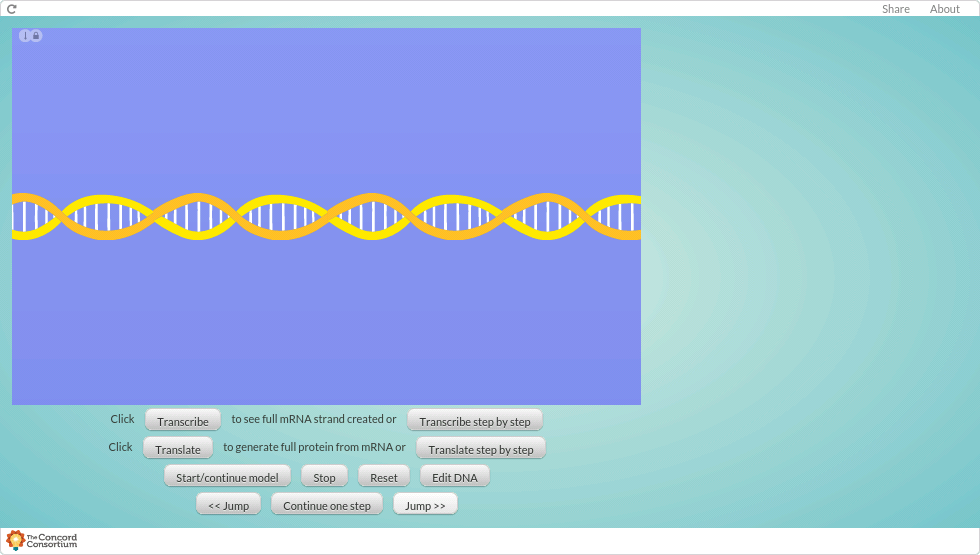 Share About
Click Transcribe to see full mRNA strand created or Transcribe step by step
Click Translate to generate full protein from mRNA or Translate step by step
Start/continue model Stop Reset Edit DNA
<< Jump Continue one step Jump >>
The Concord
Consortium